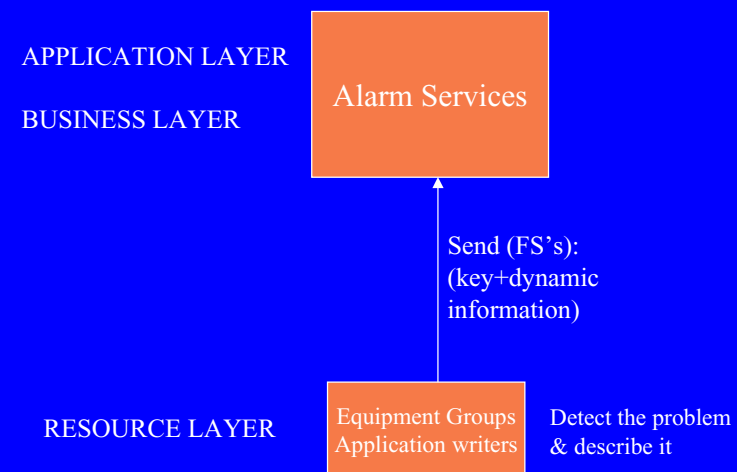 APPLICATION LAYER
BUSINESS LAYER
Alarm Services
Send (FS’s):
(key+dynamic
information)
RESOURCE LAYER
Equipment Groups
Application writers
Detect the problem
& describe it